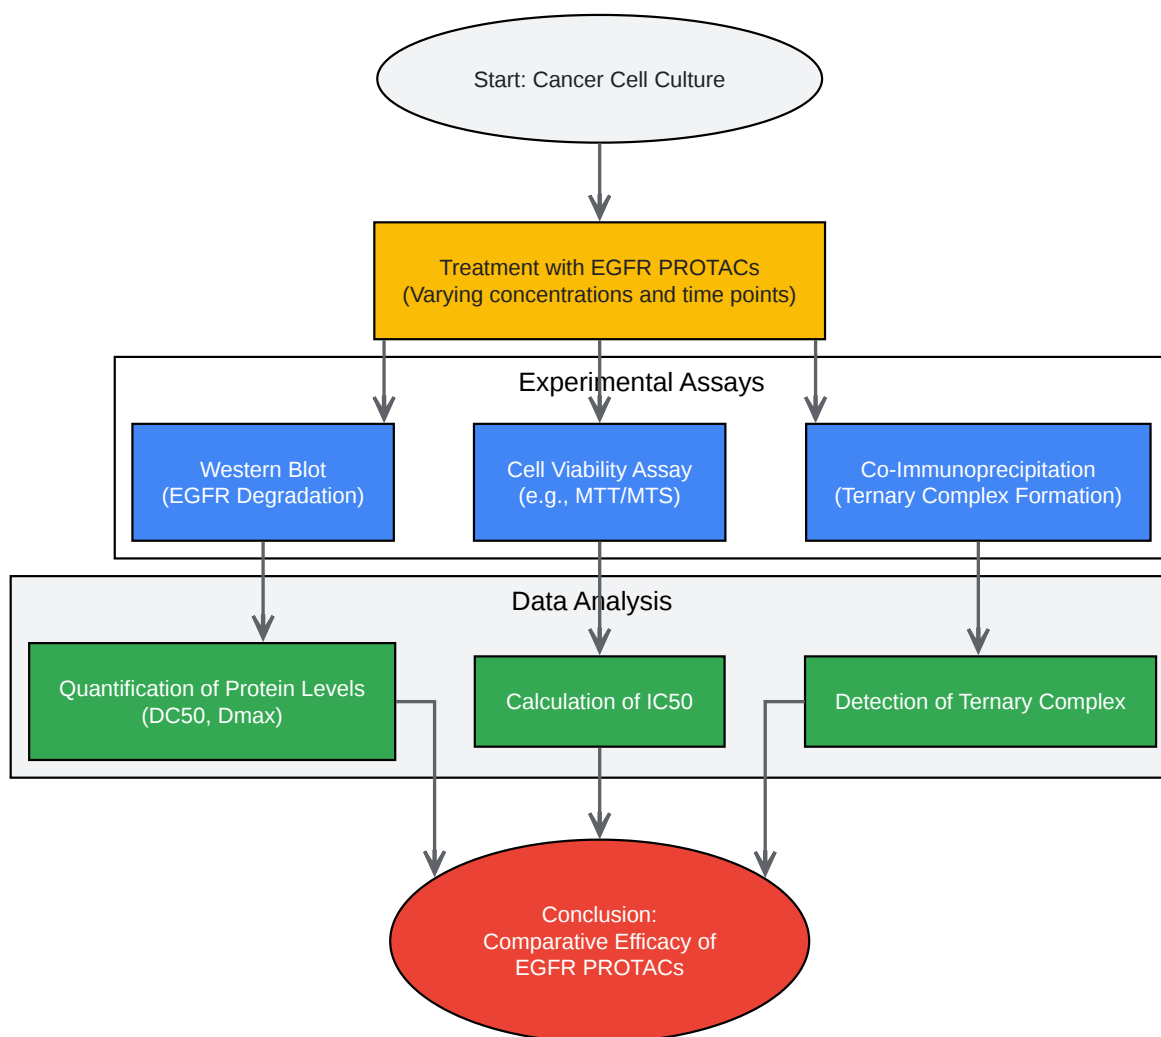 Start: Cancer Cell Culture
Treatment with EGFR PROTACs
(Varying concentrations and time points)
Experimental Assays
Western Blot
(EGFR Degradation)
Cell Viability Assay
(e.g., MTT/MTS)
Co-Immunoprecipitation
(Ternary Complex Formation)
Data Analysis
Quantification of Protein Levels
(DC50, Dmax)
Calculation of IC50
Detection of Ternary Complex
Conclusion:
Comparative Efficacy of
EGFR PROTACs